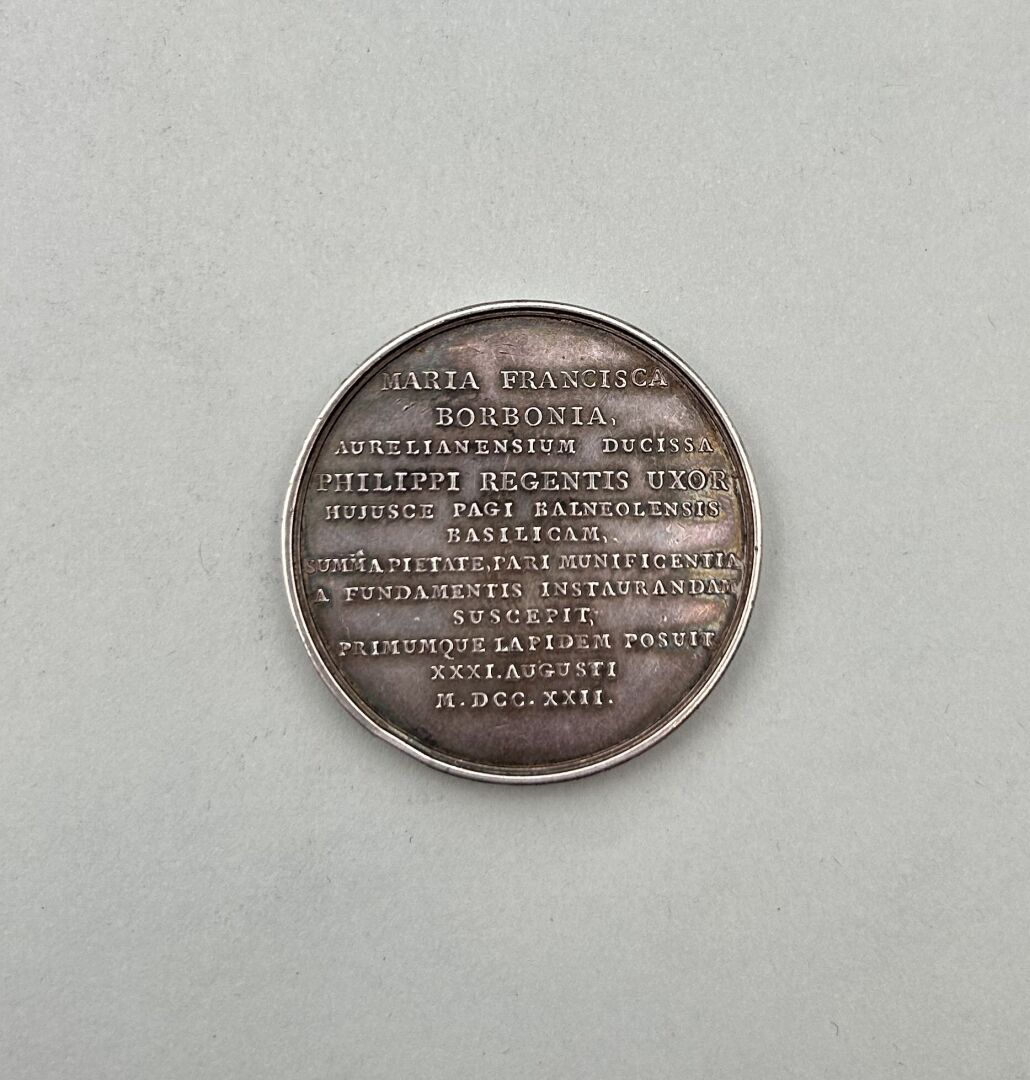 MARIA FRANCISCA
BORBONIA,
AURELIANENSIUM DUCISSA
PHILIPPI REGENTIS UXOR
HUJUSCE PAGI BALNEOLENSIS
BASILICAM,
SUMMÂ PIETATE, PARI MUNIFICENTIA
A FUNDAMENTIS INSTAURANDAM
SUSCEPIT,
PRIMUMQUE LAPIDEM POSUIT
XXXI. AUGUSTI
M. DCC. XXII.